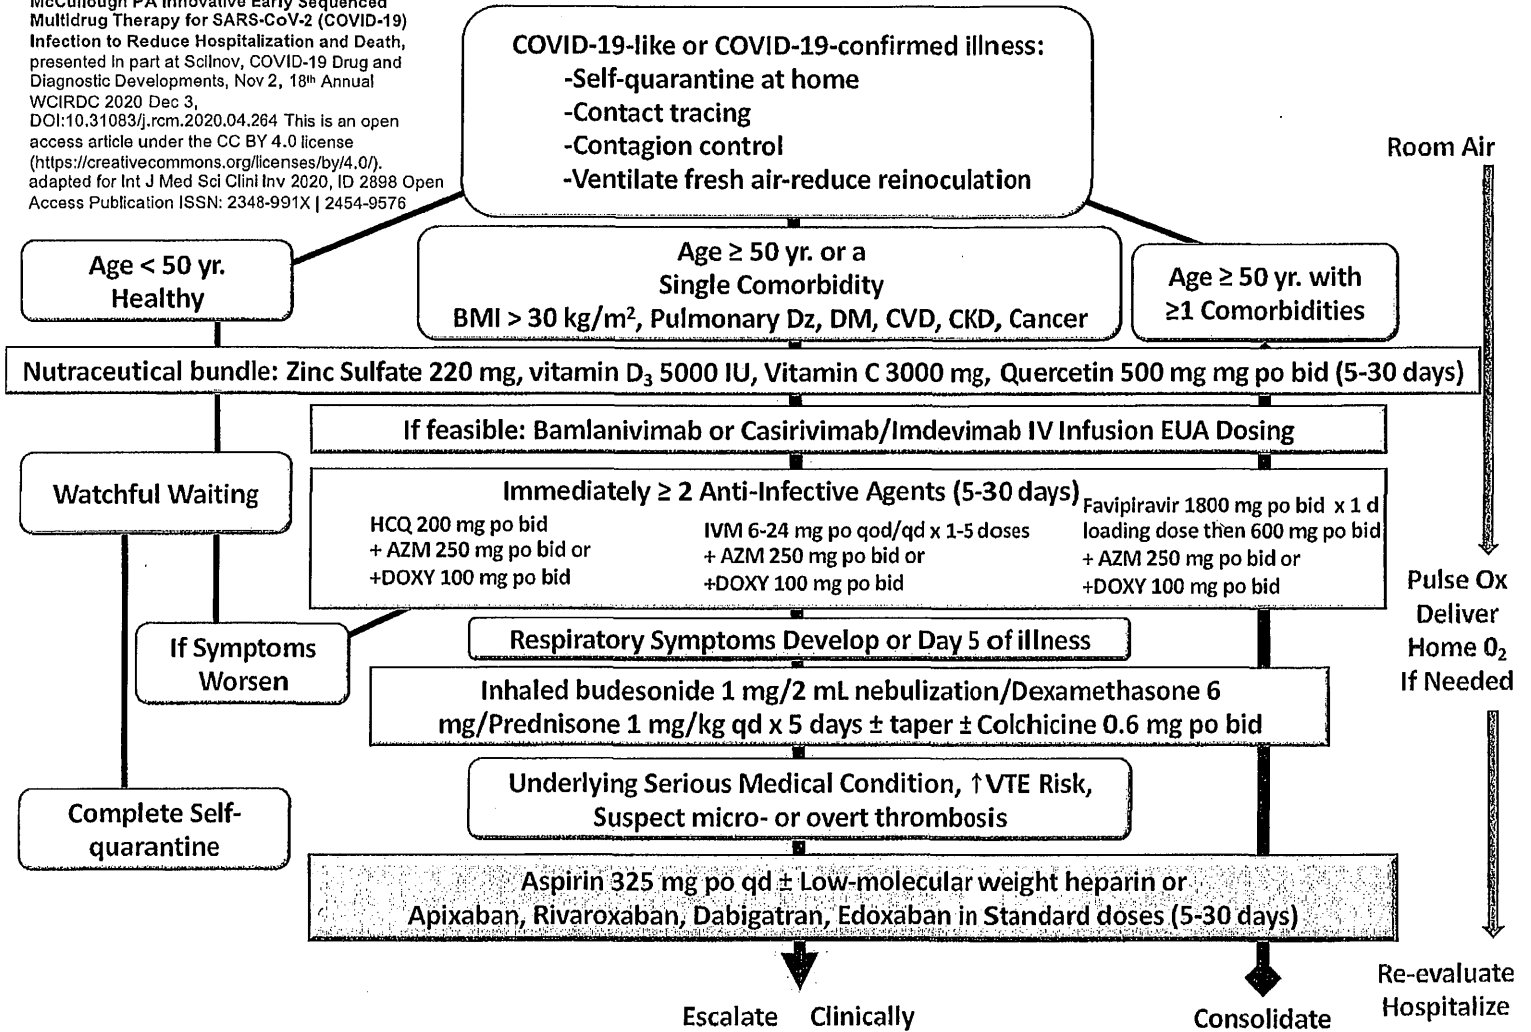 McCullough PA Innovative Early Sequenced
Multidrug Therapy for SARS-CoV-2 (COVID-19)
Infection to Reduce Hospitalization and Death,
presented in part at SciInov, COVID-19 Drug and
Diagnostic Developments, Nov 2, 18th Annual
WCIRDC 2020 Dec 3,
DOI:10.31083/j.rcm.2020.04.264 This is an open
access article under the CC BY 4.0 license
(https://creativecommons.org/licenses/by/4.0/).
adapted for Int J Med Sci Clini Inv 2020, ID 2898 Open
Access Publication ISSN: 2348-991X | 2454-9576
COVID-19-like or COVID-19-confirmed illness:
-Self-quarantine at home
-Contact tracing
-Contagion control
-Ventilate fresh air-reduce reinoculation
Room Air
Age < 50 yr.
Healthy
Age ≥ 50 yr. or a
Single Comorbidity
BMI > 30 kg/m², Pulmonary Dz, DM, CVD, CKD, Cancer
Age ≥ 50 yr. with
≥1 Comorbidities
Nutraceutical bundle: Zinc Sulfate 220 mg, vitamin D₃ 5000 IU, Vitamin C 3000 mg, Quercetin 500 mg mg po bid (5-30 days)
If feasible: Bamlanivimab or Casirivimab/Imdevimab IV Infusion EUA Dosing
Watchful Waiting
Immediately ≥ 2 Anti-Infective Agents (5-30 days)
HCQ 200 mg po bid
+ AZM 250 mg po bid or
+DOXY 100 mg po bid
IVM 6-24 mg po qod/qd x 1-5 doses
+ AZM 250 mg po bid or
+DOXY 100 mg po bid
Favipiravir 1800 mg po bid x 1 d
loading dose then 600 mg po bid
+ AZM 250 mg po bid or
+DOXY 100 mg po bid
Pulse Ox
Deliver
Home 0₂
If Needed
If Symptoms
Worsen
Respiratory Symptoms Develop or Day 5 of illness
Inhaled budesonide 1 mg/2 mL nebulization/Dexamethasone 6
mg/Prednisone 1 mg/kg qd x 5 days ± taper ± Colchicine 0.6 mg po bid
Underlying Serious Medical Condition, ↑VTE Risk,
Suspect micro- or overt thrombosis
Complete Self-
quarantine
Aspirin 325 mg po qd ± Low-molecular weight heparin or
Apixaban, Rivaroxaban, Dabigatran, Edoxaban in Standard doses (5-30 days)
Escalate Clinically
Consolidate
Re-evaluate
Hospitalize